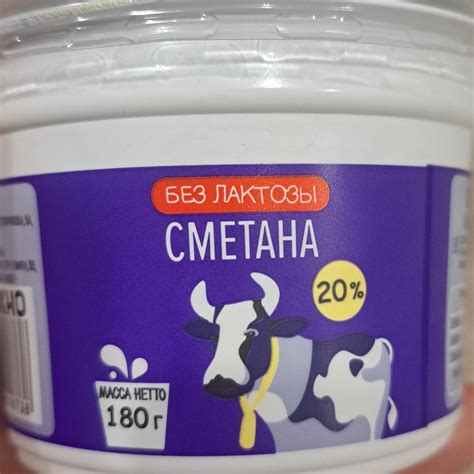 БЕЗ ЛАКТОЗЫ
СМЕТАНА
20%
МАССА НЕТТО
180 г